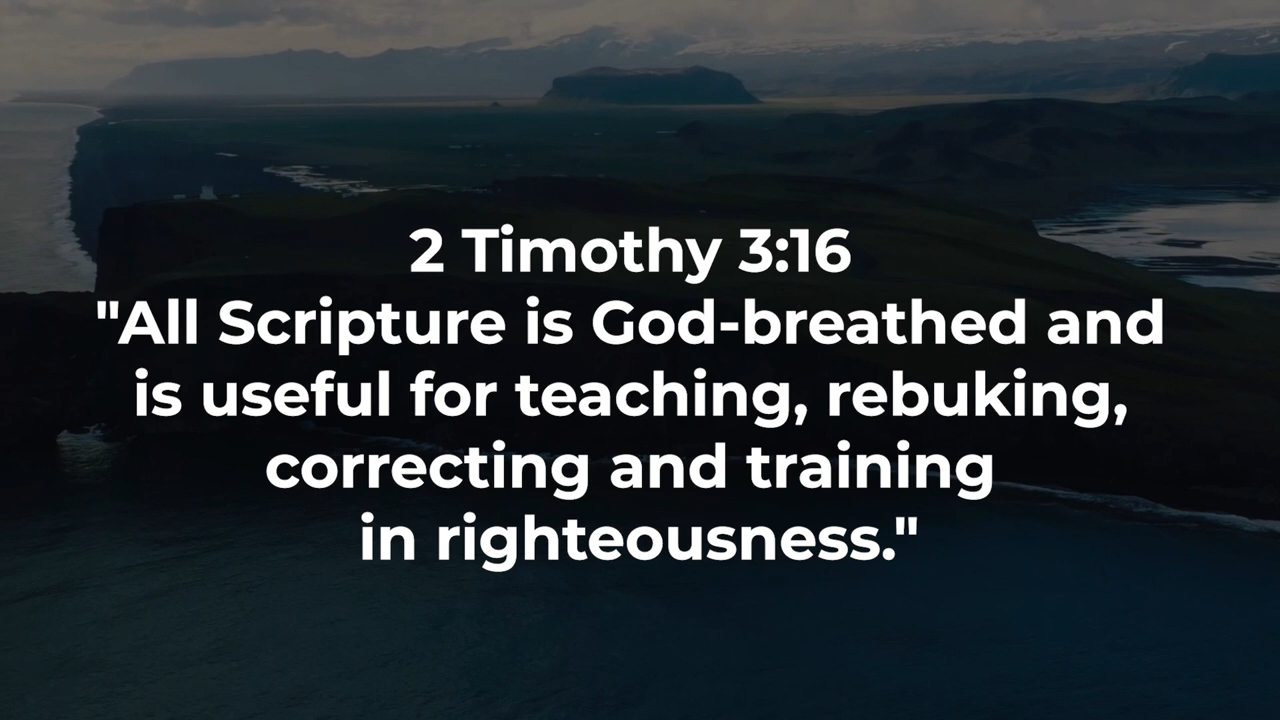 2 Timothy 3:16
"All Scripture is God-breathed and
is useful for teaching, rebuking,
correcting and training
in righteousness."